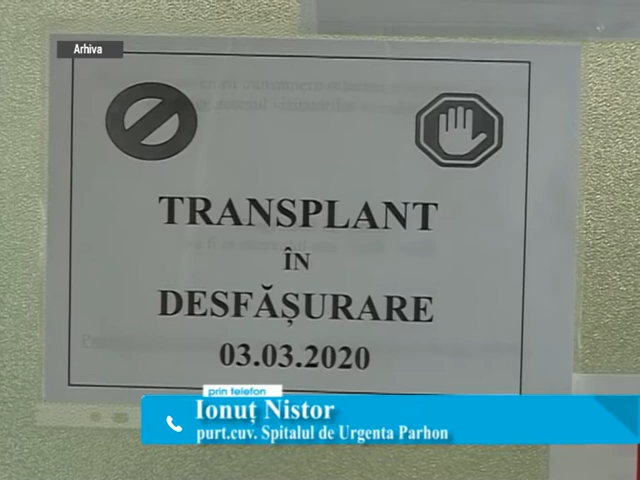 Arhiva
TRANSPLANT
ÎN
DESFĂȘURARE
03.03.2020
prin telefon
Ionuț Nistor
purt.cuv. Spitalul de Urgenta Parhon